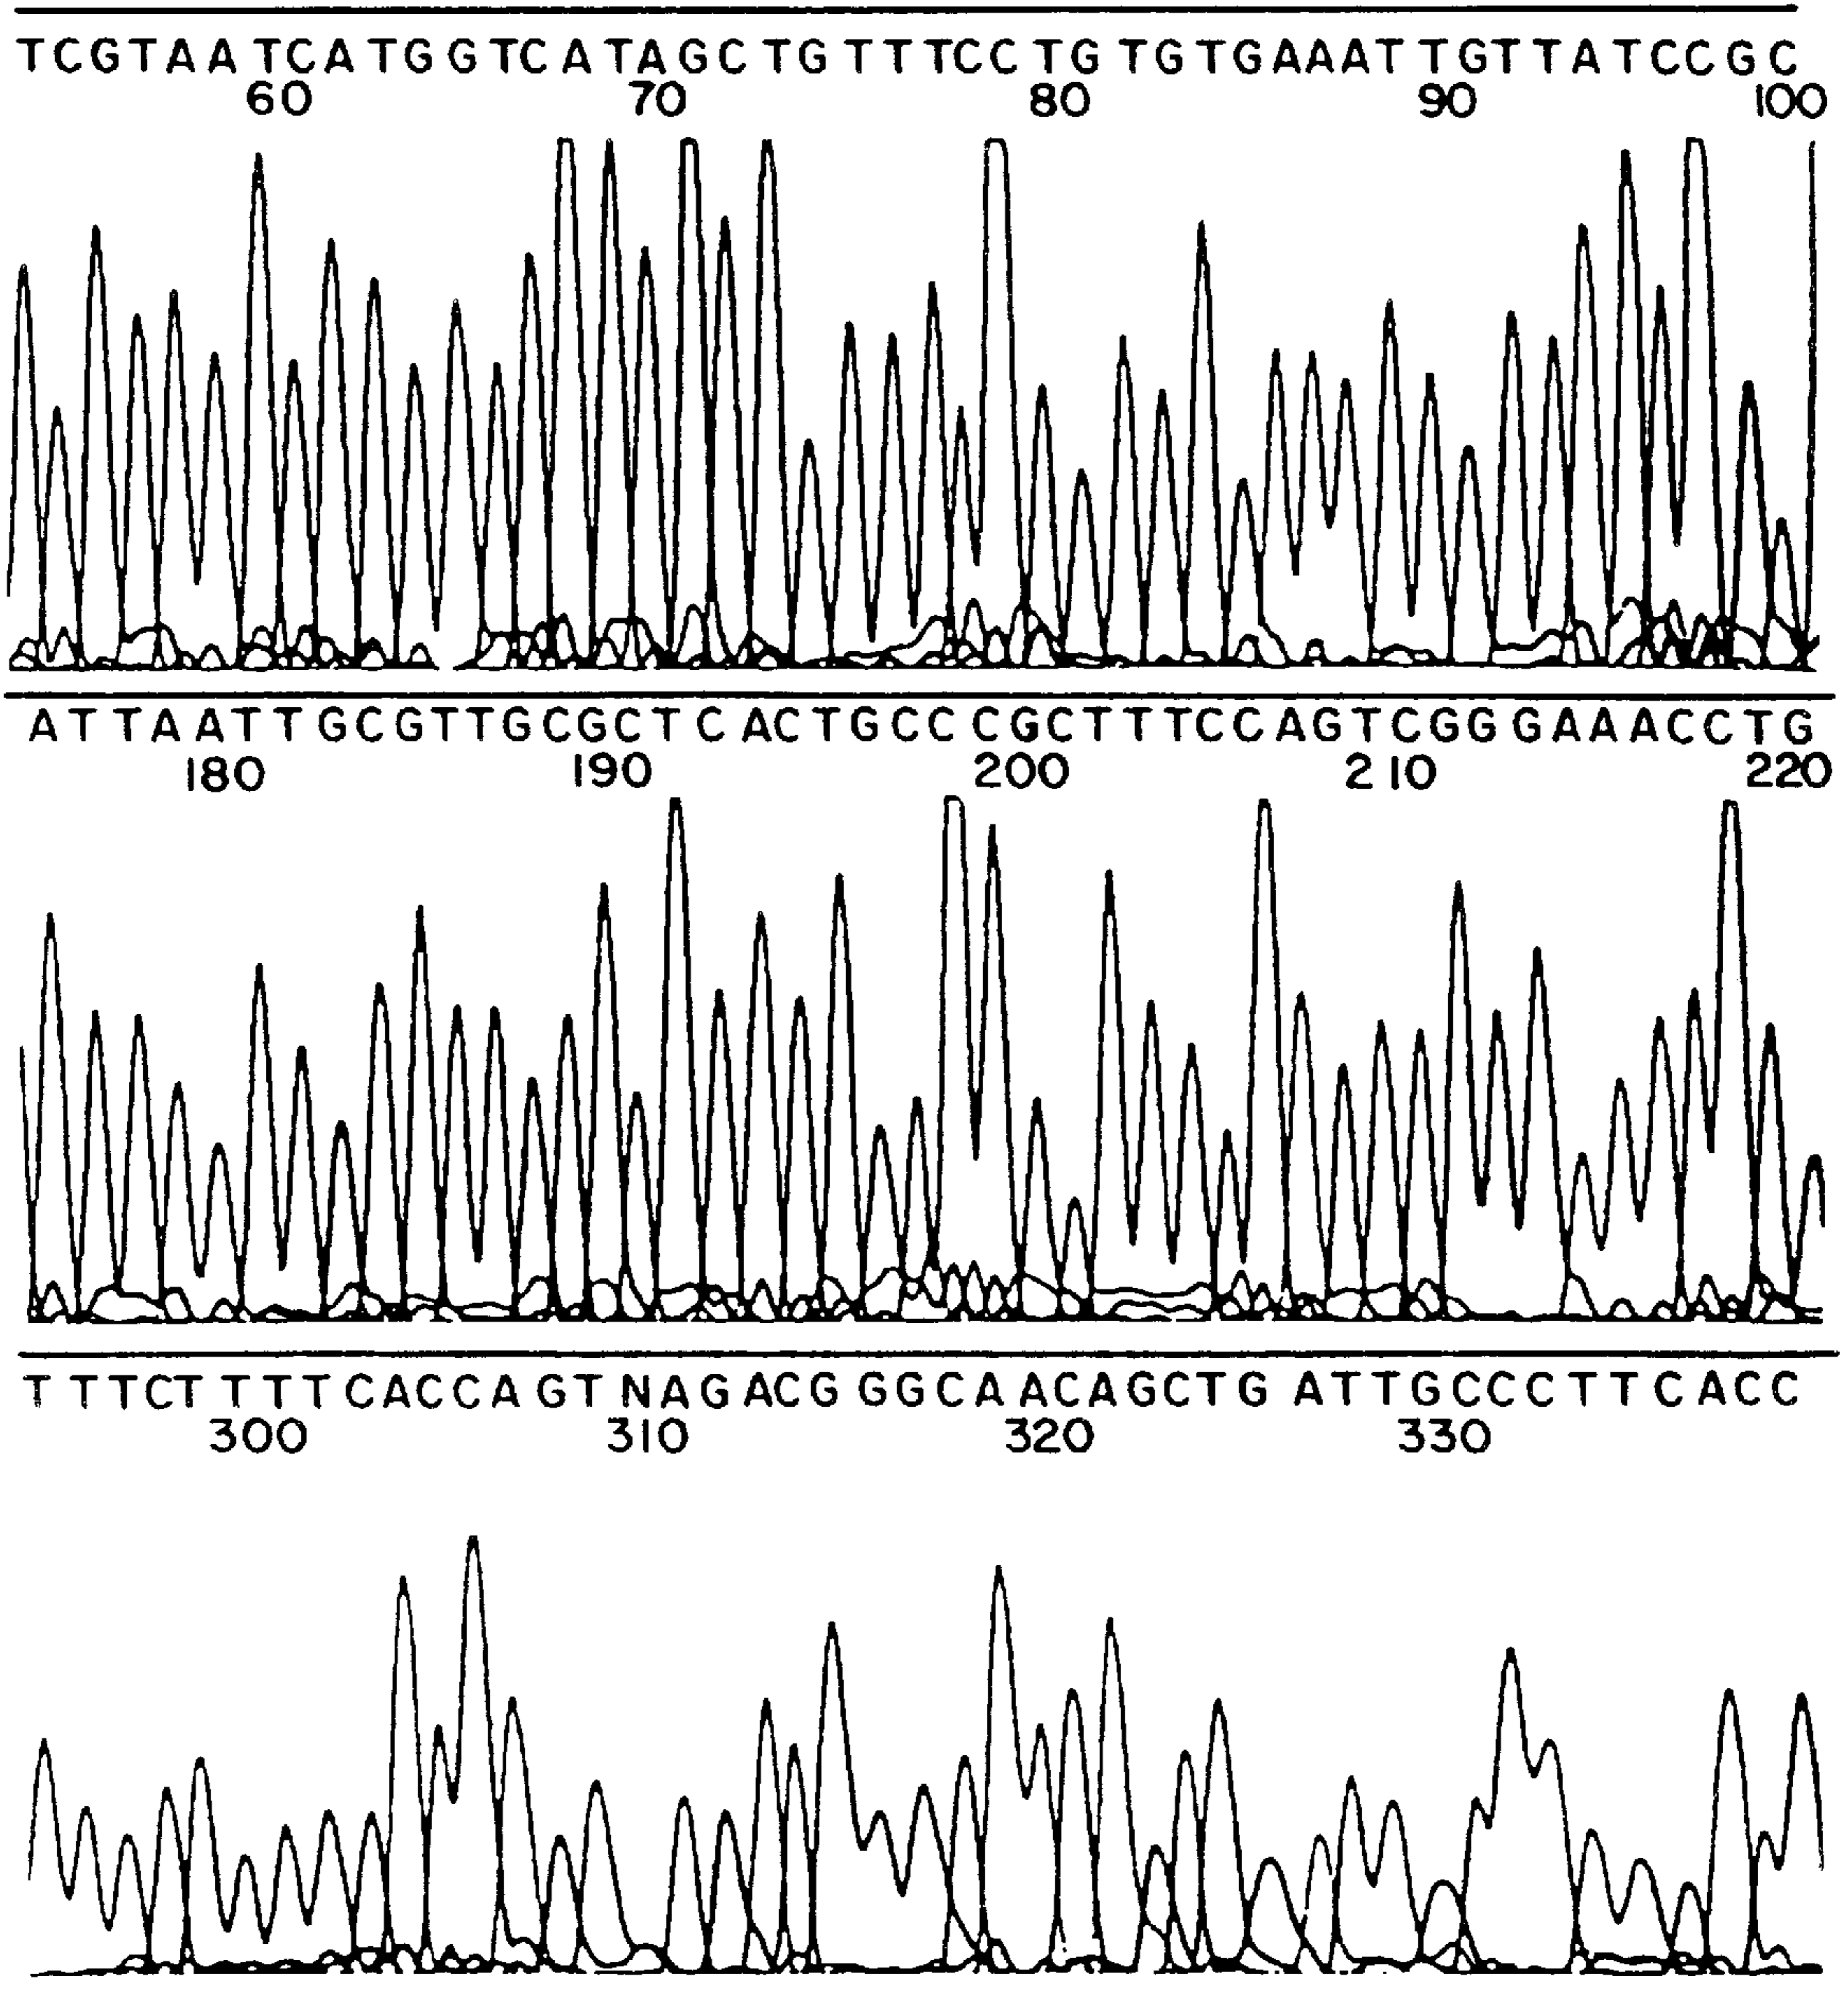 TCGTAATCATGGTCATAGCTGTTTCCTGTGTGAAATTGTTATCCGC
60 70 80 90 100
ATTAATTGCGTTGCGCTCACTGCCCGCTTTCCAGTCGGGAAACCTG
180 190 200 210 220
TTTCTTTTCACCAGTNAGACGGGCAACAGCTGATTGCCCTTCACC
300 310 320 330